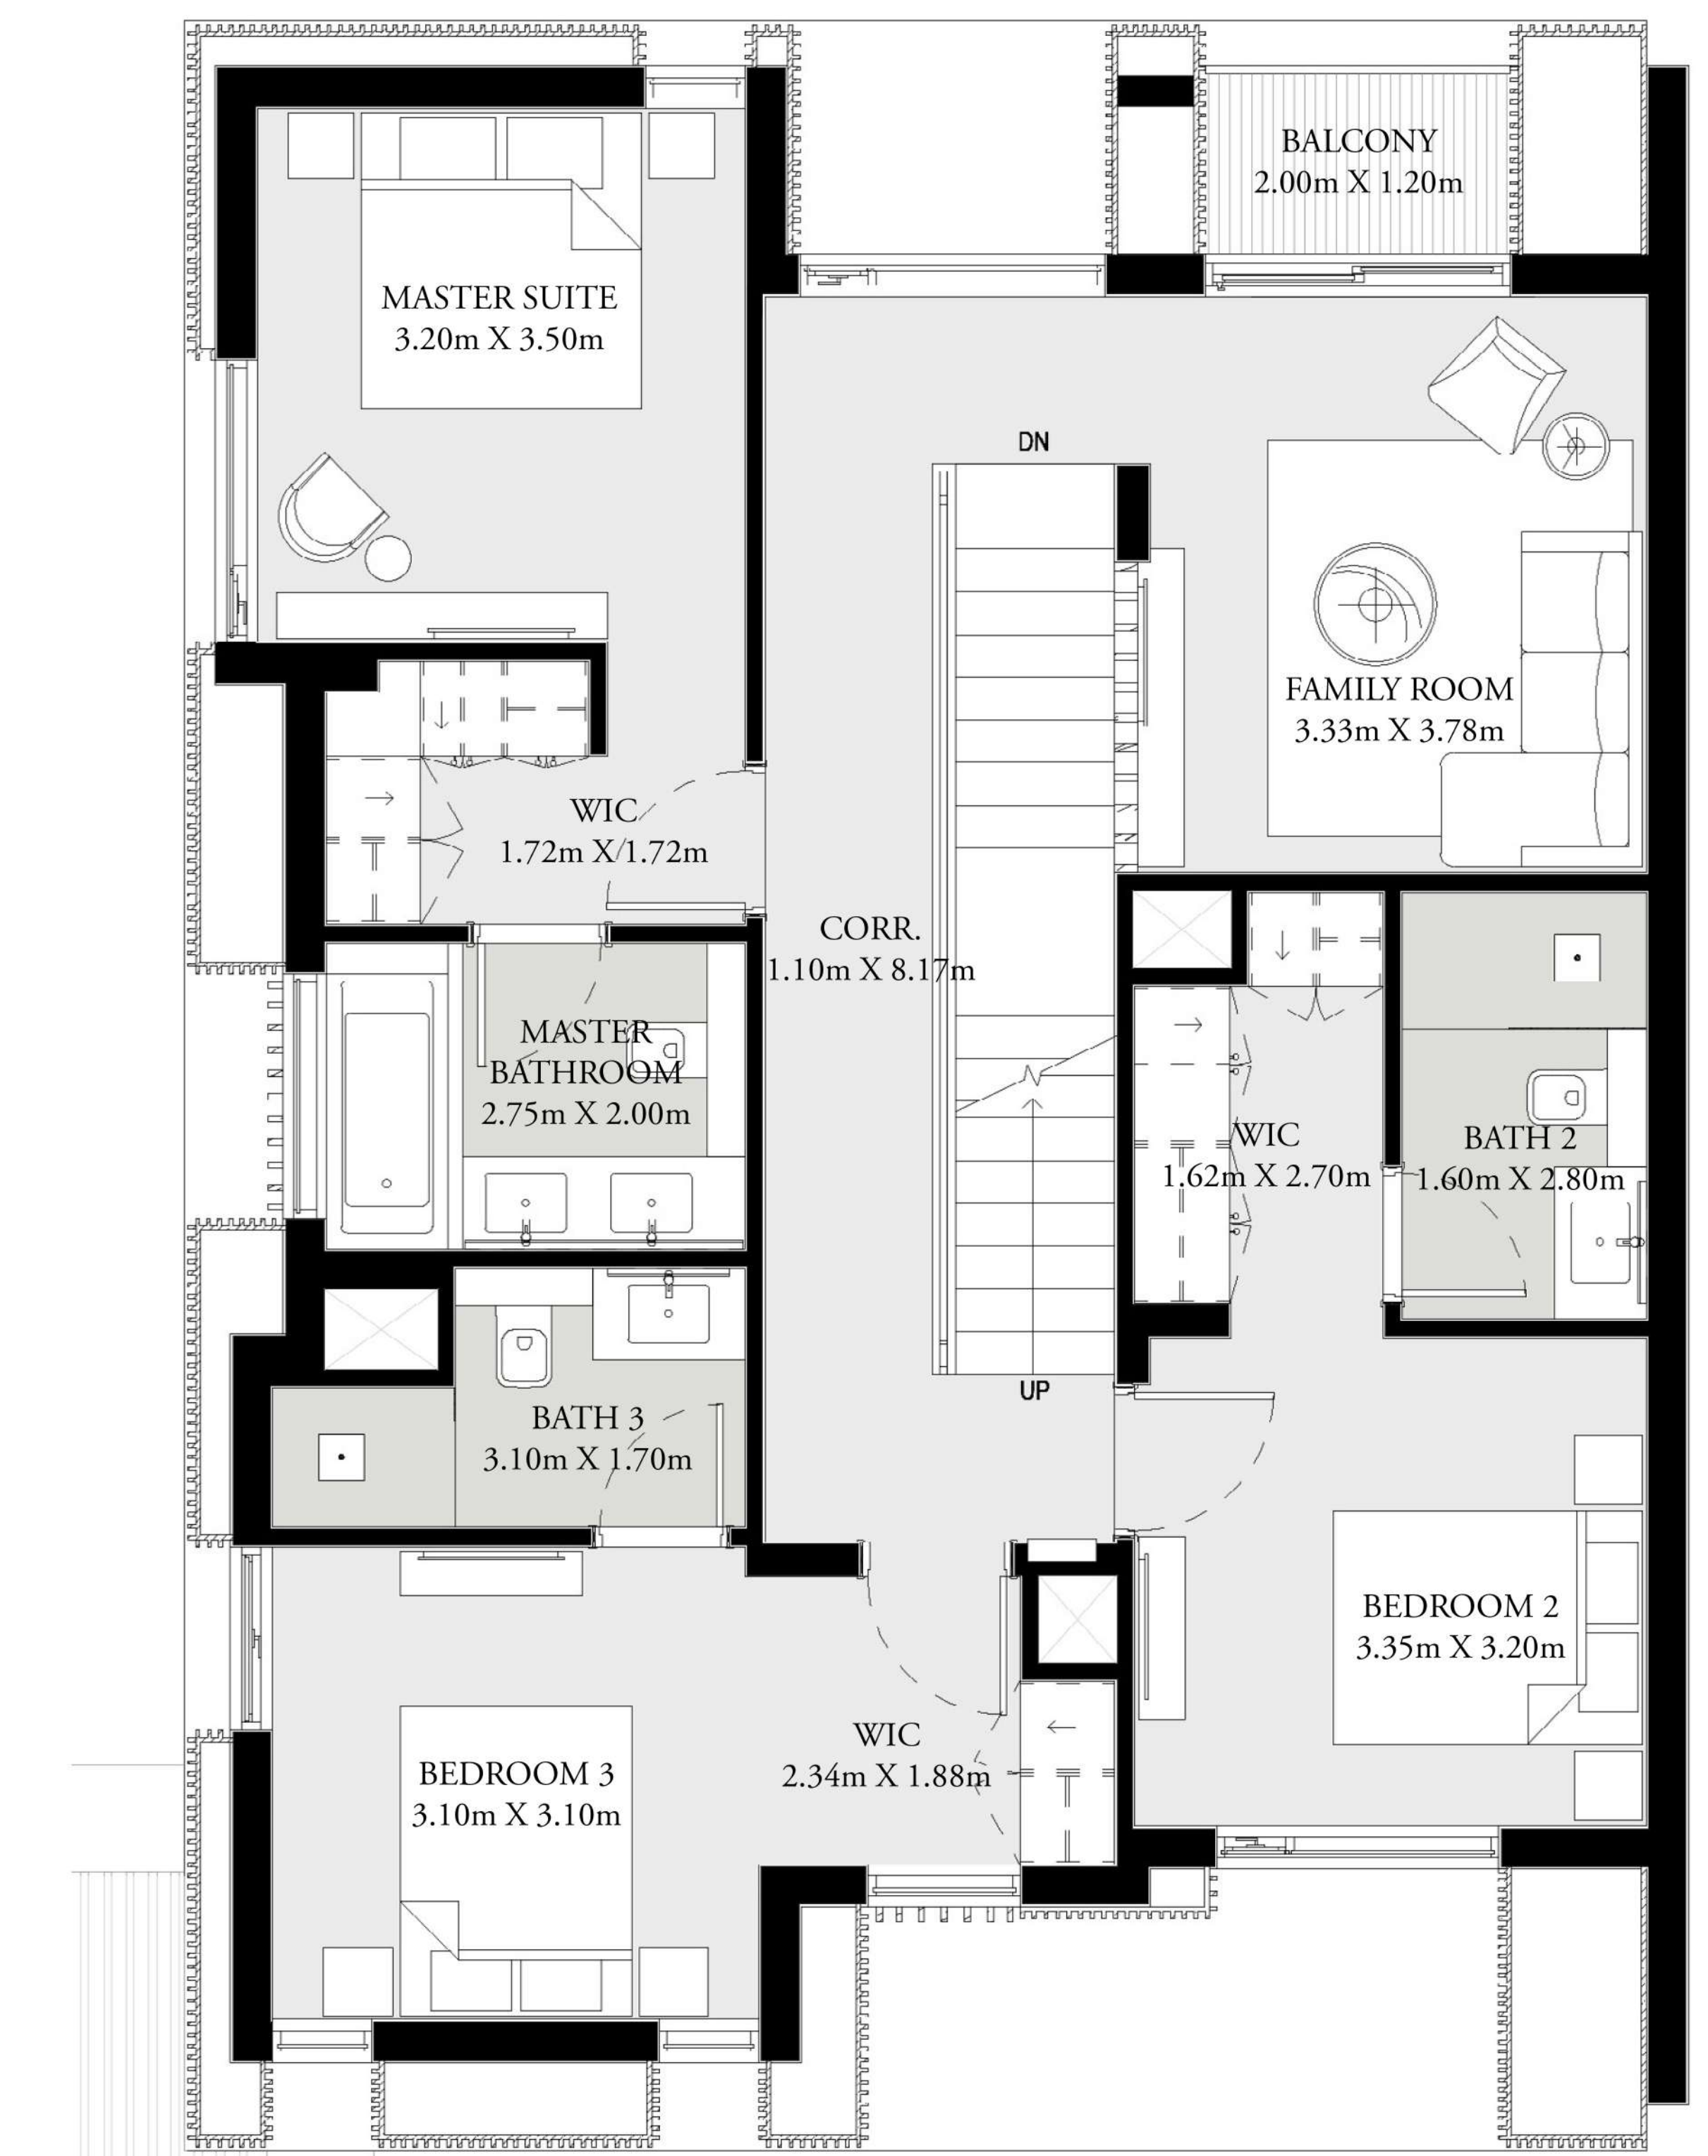 BALCONY
2.00m X 1.20m
MASTER SUITE
3.20m X 3.50m
DN
FAMILY ROOM
3.33m X 3.78m
WIC
1.72m X 1.72m
CORR.
1.10m X 8.17m
MASTER
BATHROOM
2.75m X 2.00m
WIC
1.62m X 2.70m
BATH 2
1.60m X 2.80m
UP
BATH 3
3.10m X 1.70m
BEDROOM 2
3.35m X 3.20m
WIC
2.34m X 1.88m
BEDROOM 3
3.10m X 3.10m